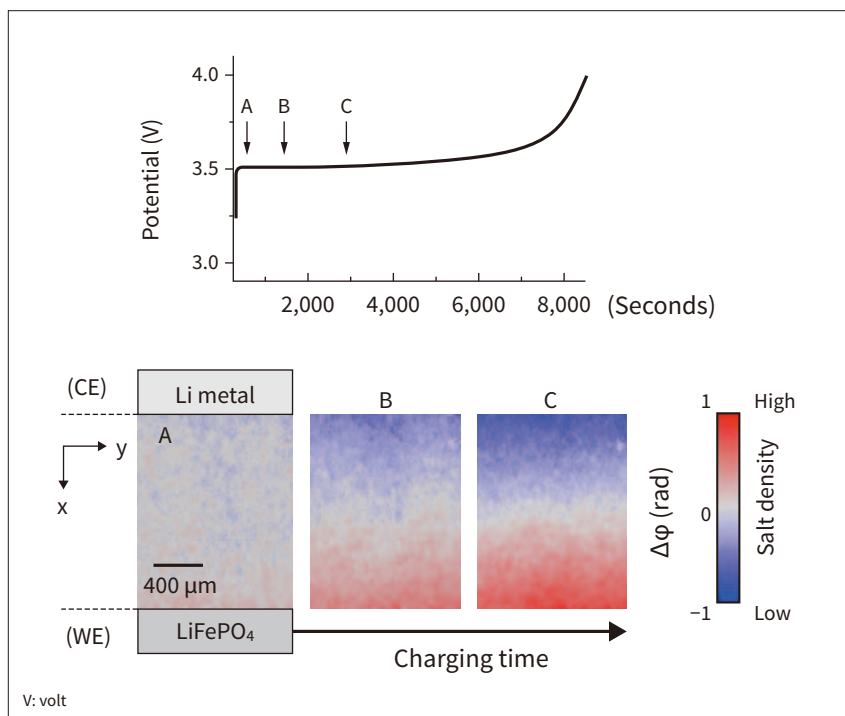 4.0
A B C
3.5
3.0
Potential (V)
2,000 4,000 6,000 8,000 (Seconds)
(CE)
Li metal
B
C
A
y
x
400 μm
(WE)
LiFePO₄
Charging time
1 High
0
−1 Low
Δφ (rad)
Salt density
V: volt